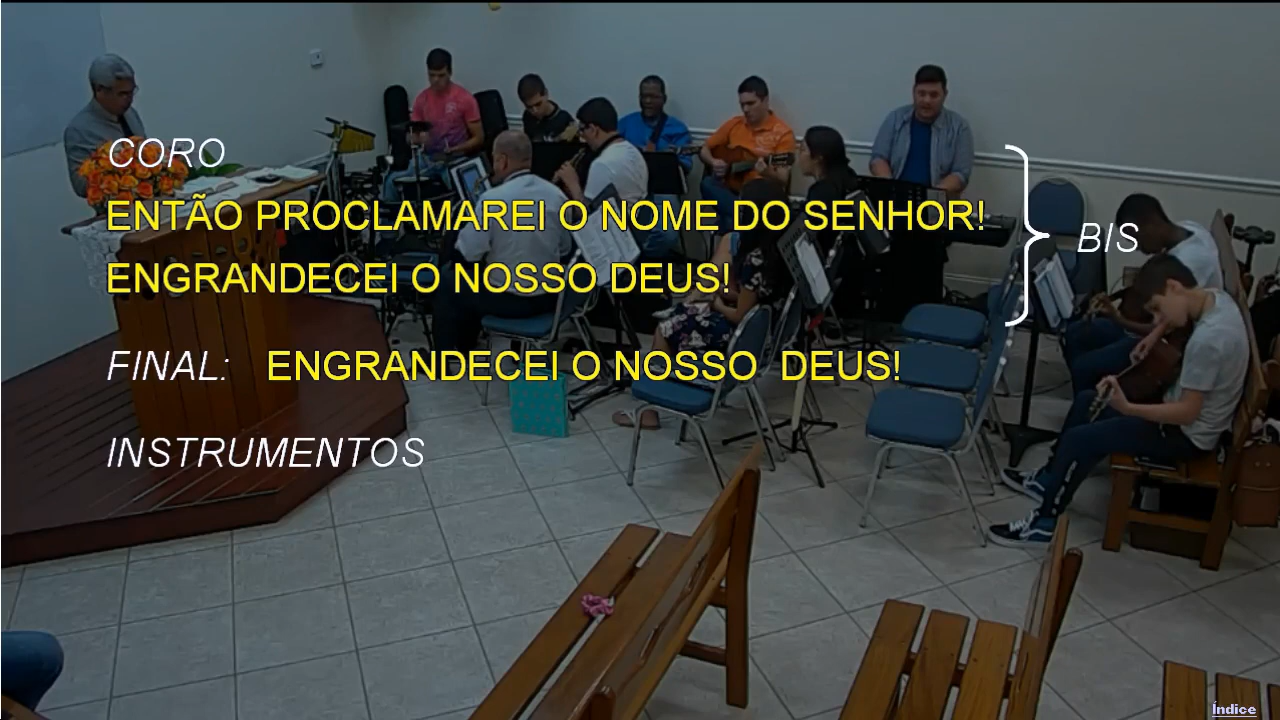 CORO
ENTÃO PROCLAMAREI O NOME DO SENHOR!
BIS
ENGRANDECEI O NOSSO DEUS!
FINAL: ENGRANDECEI O NOSSO DEUS!
INSTRUMENTOS
Índice